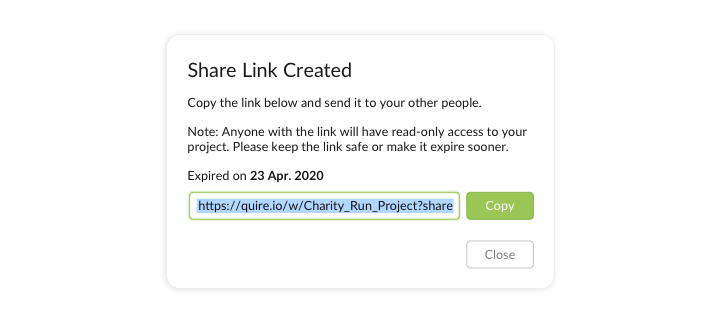 Share Link Created
Copy the link below and send it to your other people.
Note: Anyone with the link will have read-only access to your
project. Please keep the link safe or make it expire sooner.
Expired on 23 Apr. 2020
https://quire.io/w/Charity_Run_Project?share
Copy
Close